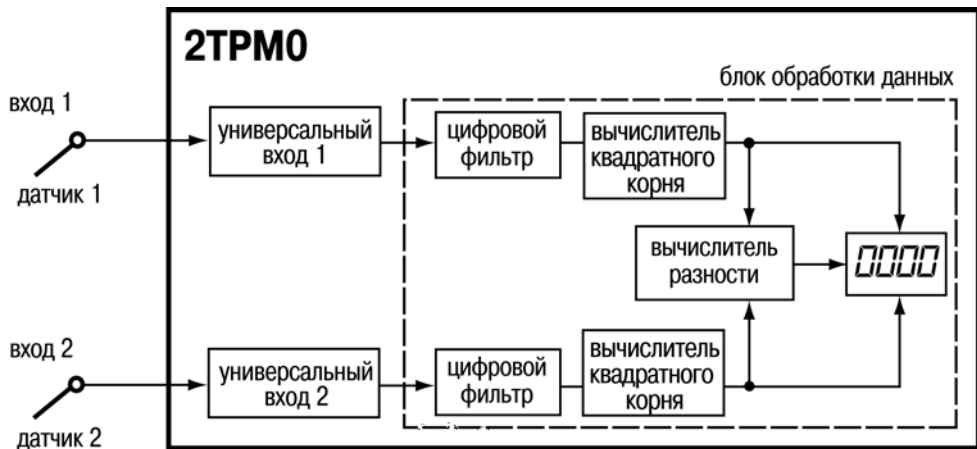 2ТРМ0
блок обработки данных
вход 1
датчик 1
универсальный
вход 1
цифровой
фильтр
вычислитель
квадратного
корня
вычислитель
разности
0000
вход 2
датчик 2
универсальный
вход 2
цифровой
фильтр
вычислитель
квадратного
корня